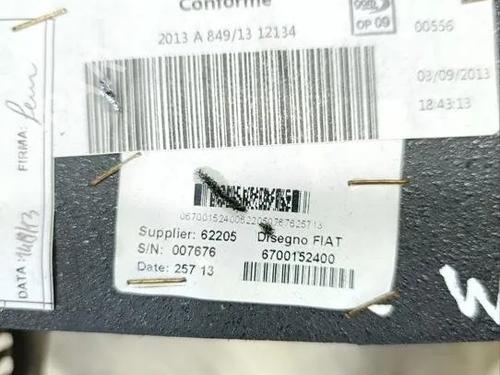 Conforme
2013 A 849/13 12134
OP 09
00556
03/09/2013
18:43:13
FIRMA:
DATA:
Supplier: 62205 Disegno FIAT
S/N: 007676 6700152400
Date: 257 13